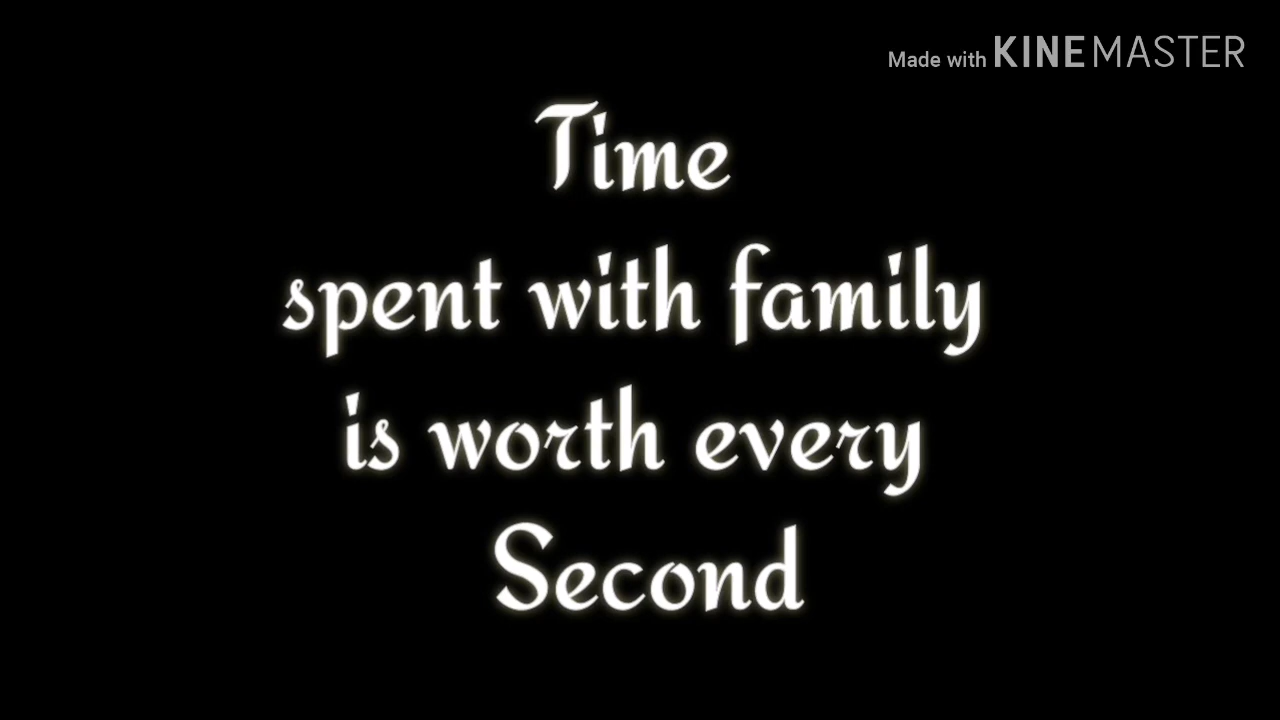 Made with KINEMASTER
Time
spent with family
is worth every
Second